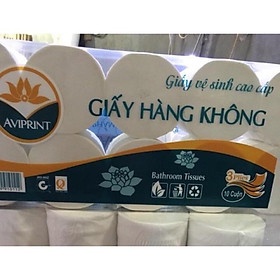 Giấy vệ sinh cao cấp
AVIPRINT
GIẤY HÀNG KHÔNG
Bathroom Tissues
3
10 Cuộn